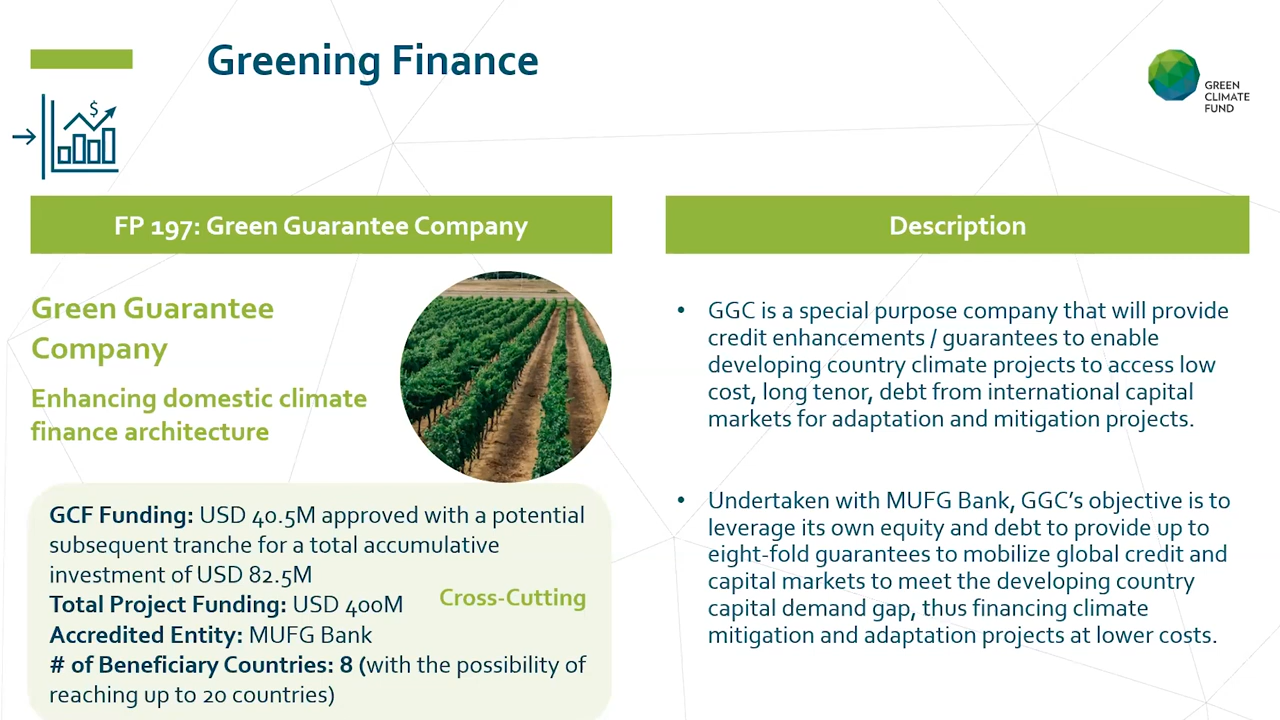 Greening Finance
$
GREEN
CLIMATE
FUND
FP 197: Green Guarantee Company
Green Guarantee
Company
Enhancing domestic climate
finance architecture
GCF Funding: USD 40.5M approved with a potential
subsequent tranche for a total accumulative
investment of USD 82.5M
Total Project Funding: USD 400M
Cross-Cutting
Accredited Entity: MUFG Bank
# of Beneficiary Countries: 8 (with the possibility of
reaching up to 20 countries)
Description
• GGC is a special purpose company that will provide
credit enhancements / guarantees to enable
developing country climate projects to access low
cost, long tenor, debt from international capital
markets for adaptation and mitigation projects.
• Undertaken with MUFG Bank, GGC’s objective is to
leverage its own equity and debt to provide up to
eight-fold guarantees to mobilize global credit and
capital markets to meet the developing country
capital demand gap, thus financing climate
mitigation and adaptation projects at lower costs.